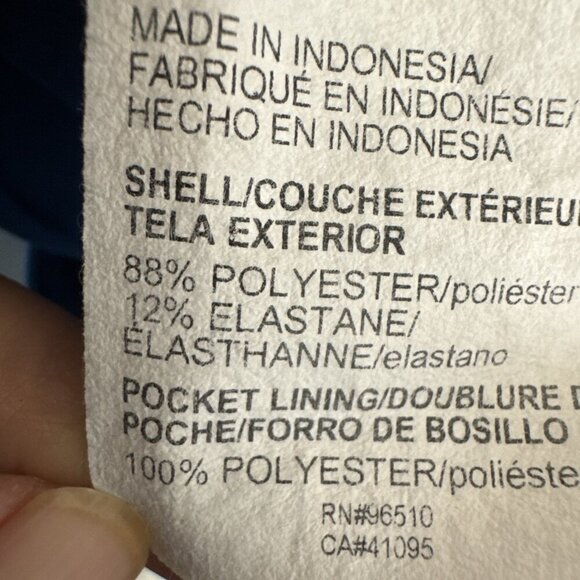 MADE IN INDONESIA/
FABRIQUÉ EN INDONÉSIE/
HECHO EN INDONESIA
SHELL/COUCHE EXTÉRIEU
TELA EXTERIOR
88% POLYESTER/poliéster
12% ELASTANE/
ÉLASTHANNE/elastano
POCKET LINING/DOUBLURE D
POCHE/FORRO DE BOSILLO
100% POLYESTER/poliéste
RN#96510
CA#41095